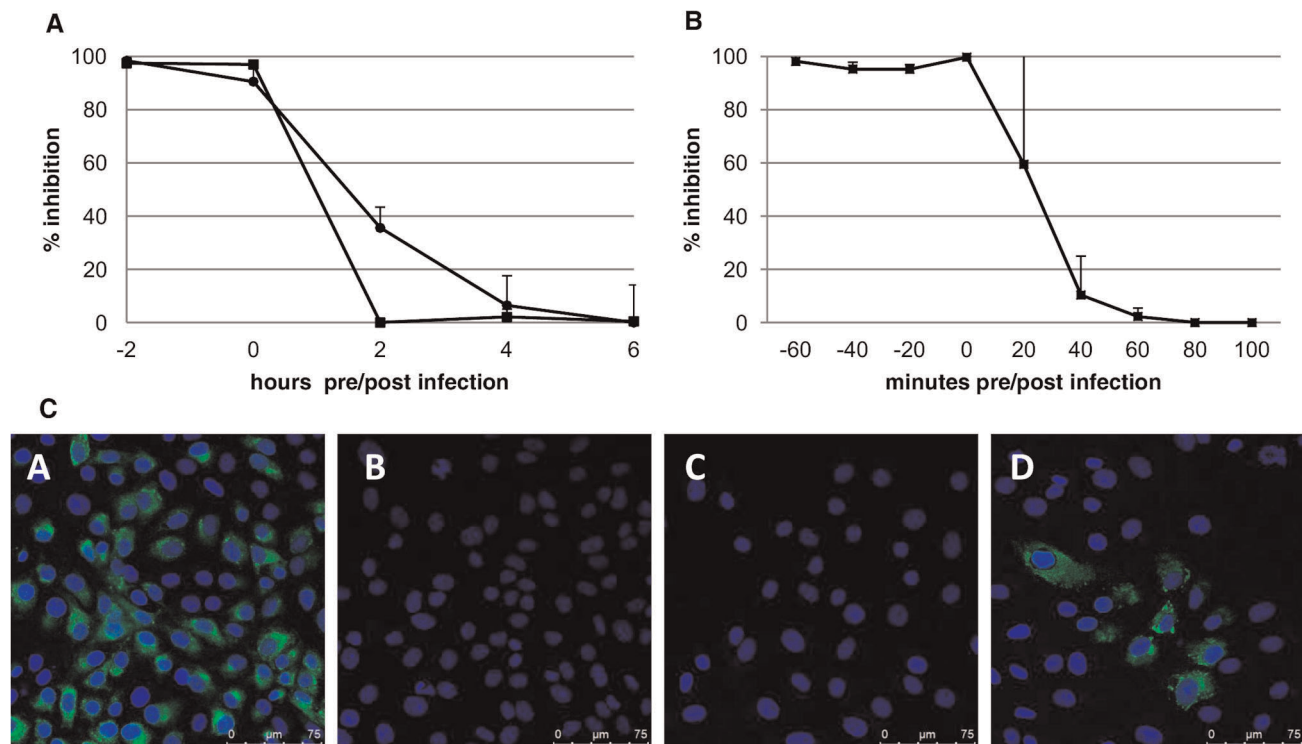 A
% inhibition
100
80
60
40
20
0
-2 0 2 4 6
hours pre/post infection
B
% inhibition
100
80
60
40
20
0
-60 -40 -20 0 20 40 60 80 100
minutes pre/post infection
C
A
0 µm 75
B
0 µm 75
C
0 µm 75
D
0 µm 75